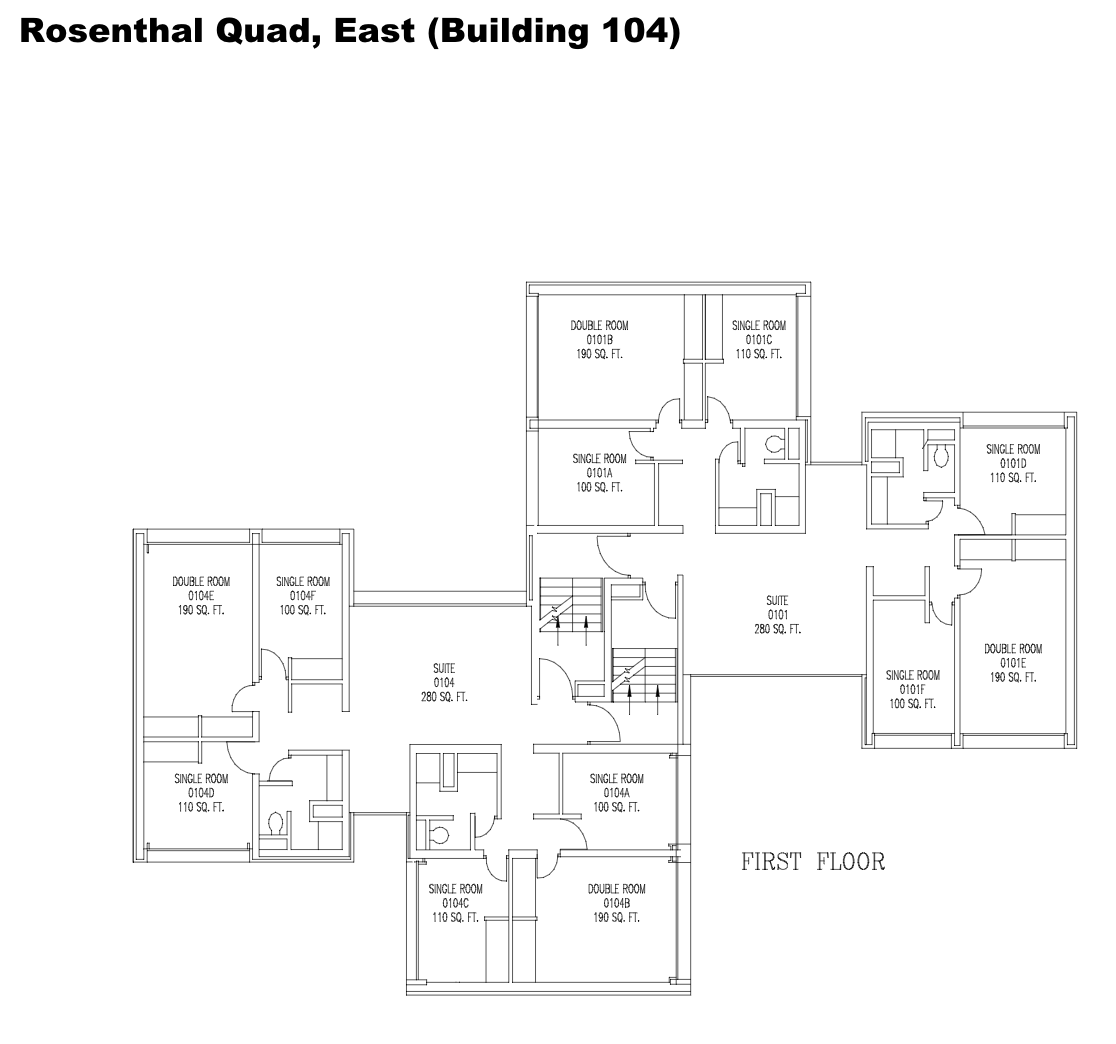 Rosenthal Quad, East (Building 104)
DOUBLE ROOM
0101B
190 SQ. FT.
SINGLE ROOM
0101C
110 SQ. FT.
SINGLE ROOM
0101A
100 SQ. FT.
SINGLE ROOM
0101D
110 SQ. FT.
DOUBLE ROOM
0104E
190 SQ. FT.
SINGLE ROOM
0104F
100 SQ. FT.
SUITE
0101
280 SQ. FT.
SUITE
0104
280 SQ. FT.
DOUBLE ROOM
0101E
190 SQ. FT.
SINGLE ROOM
0101F
100 SQ. FT.
SINGLE ROOM
0104D
110 SQ. FT.
SINGLE ROOM
0104A
100 SQ. FT.
FIRST FLOOR
SINGLE ROOM
0104C
110 SQ. FT.
DOUBLE ROOM
0104B
190 SQ. FT.